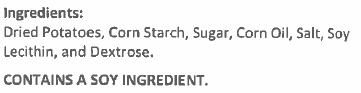 Ingredients:
Dried Potatoes, Corn Starch, Sugar, Corn Oil, Salt, Soy
Lecithin, and Dextrose.
CONTAINS A SOY INGREDIENT.